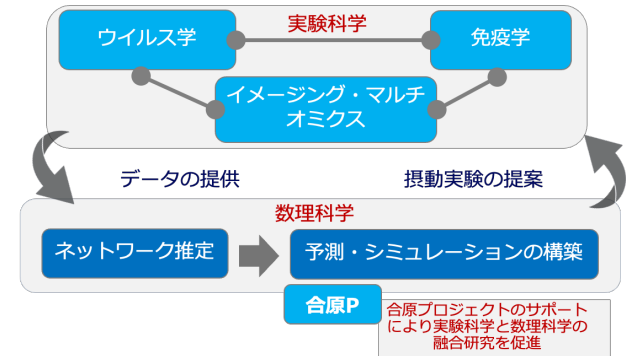 実験科学
ウイルス学
免疫学
イメージング・マルチ
オミクス
データの提供
摂動実験の提案
数理科学
ネットワーク推定
予測・シミュレーションの構築
合原P
合原プロジェクトのサポート
により実験科学と数理科学の
融合研究を促進